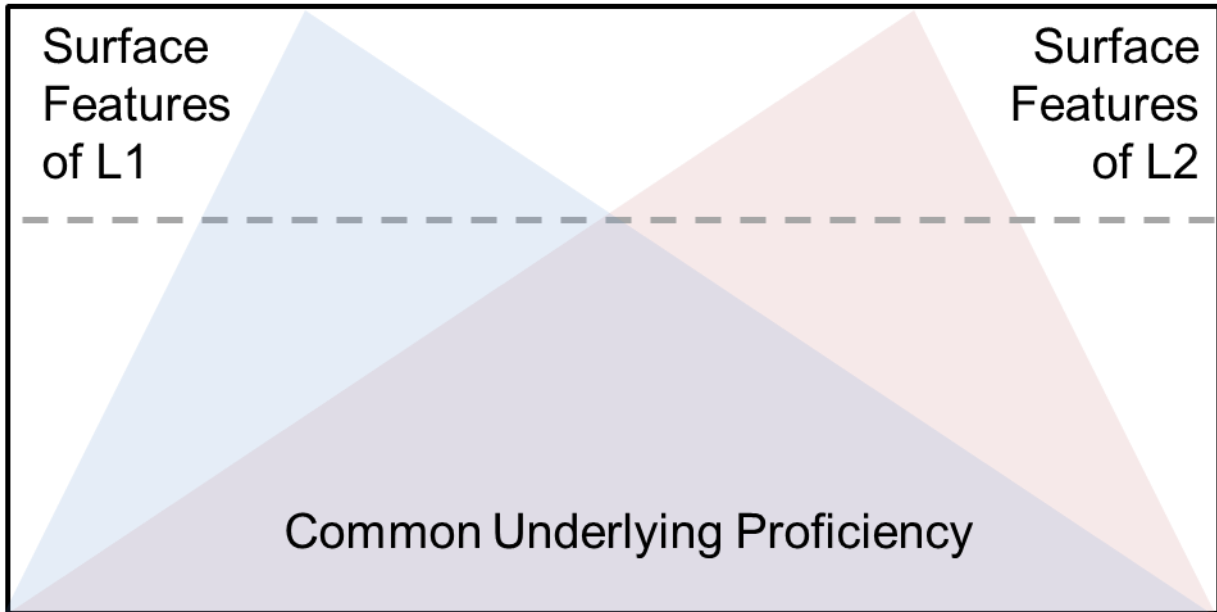 Surface
Features
of L1
Surface
Features
of L2
Common Underlying Proficiency